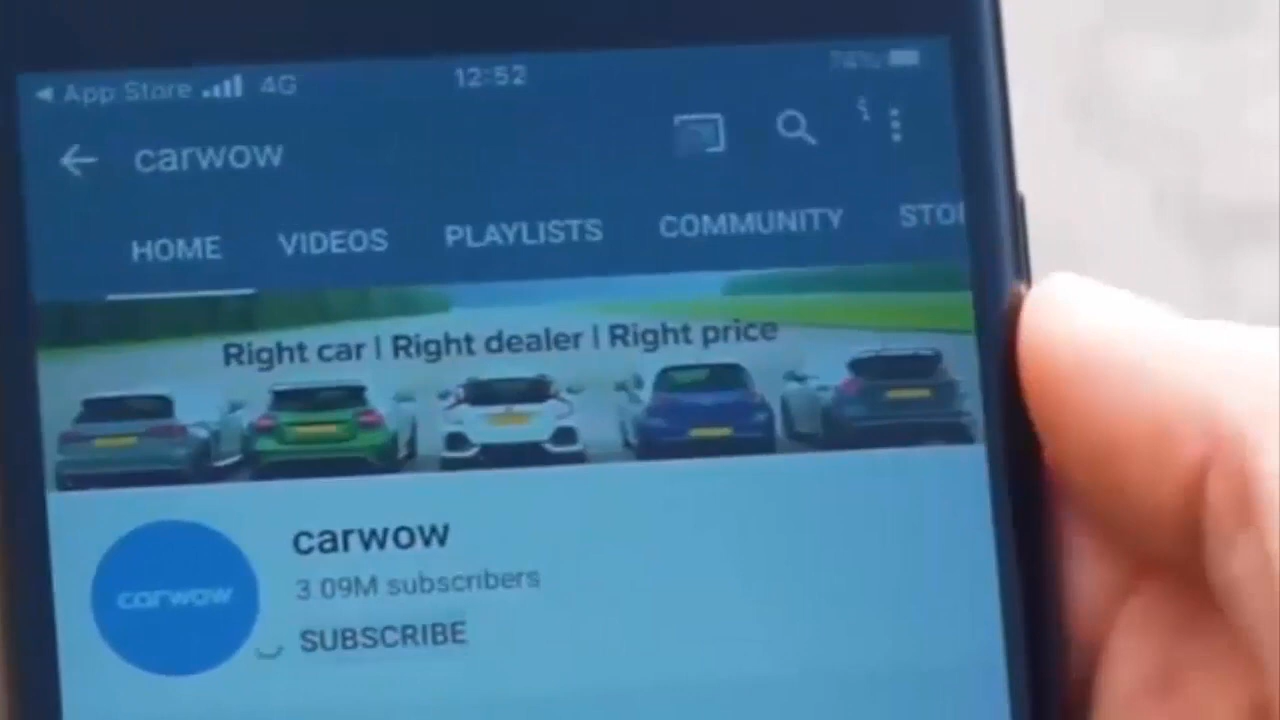 ◀ App Store 4G 12:52 74%
carwow
HOME VIDEOS PLAYLISTS COMMUNITY STO
Right car | Right dealer | Right price
carwow
carwow
3.09M subscribers
SUBSCRIBE